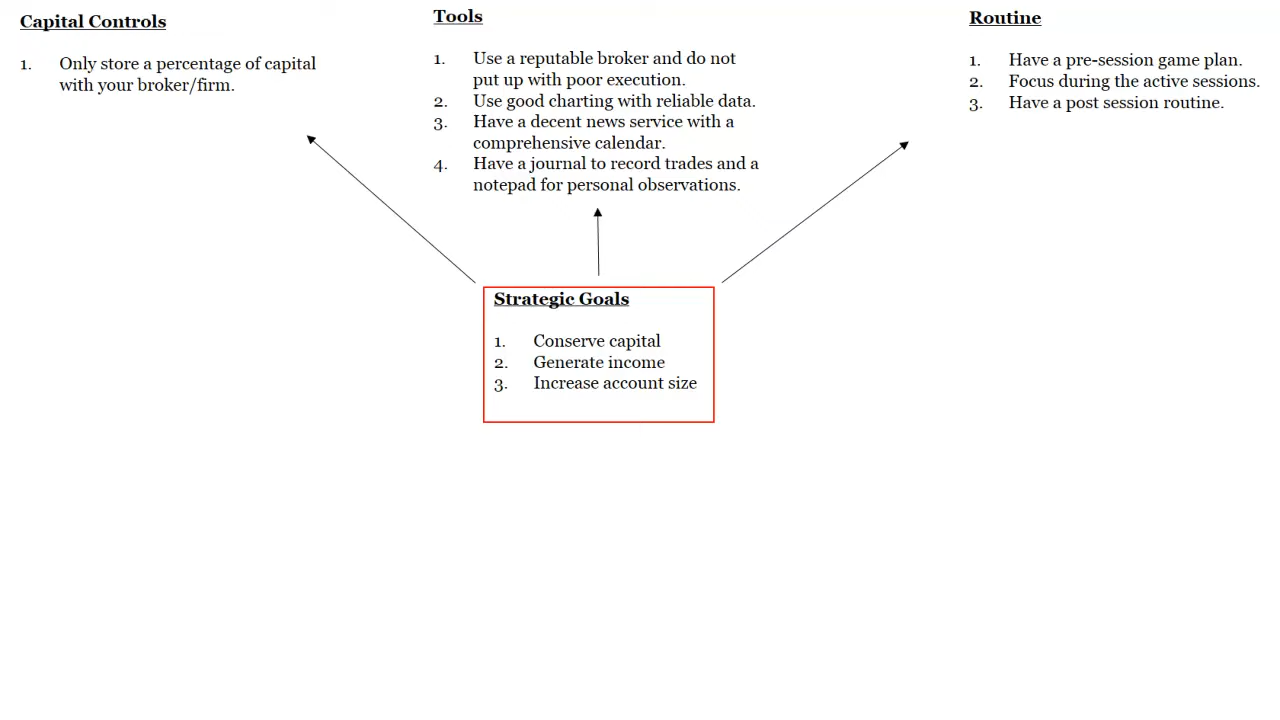 Capital Controls
1. Only store a percentage of capital
with your broker/firm.
Tools
1. Use a reputable broker and do not
put up with poor execution.
2. Use good charting with reliable data.
3. Have a decent news service with a
comprehensive calendar.
4. Have a journal to record trades and a
notepad for personal observations.
Routine
1. Have a pre-session game plan.
2. Focus during the active sessions.
3. Have a post session routine.
Strategic Goals
1. Conserve capital
2. Generate income
3. Increase account size